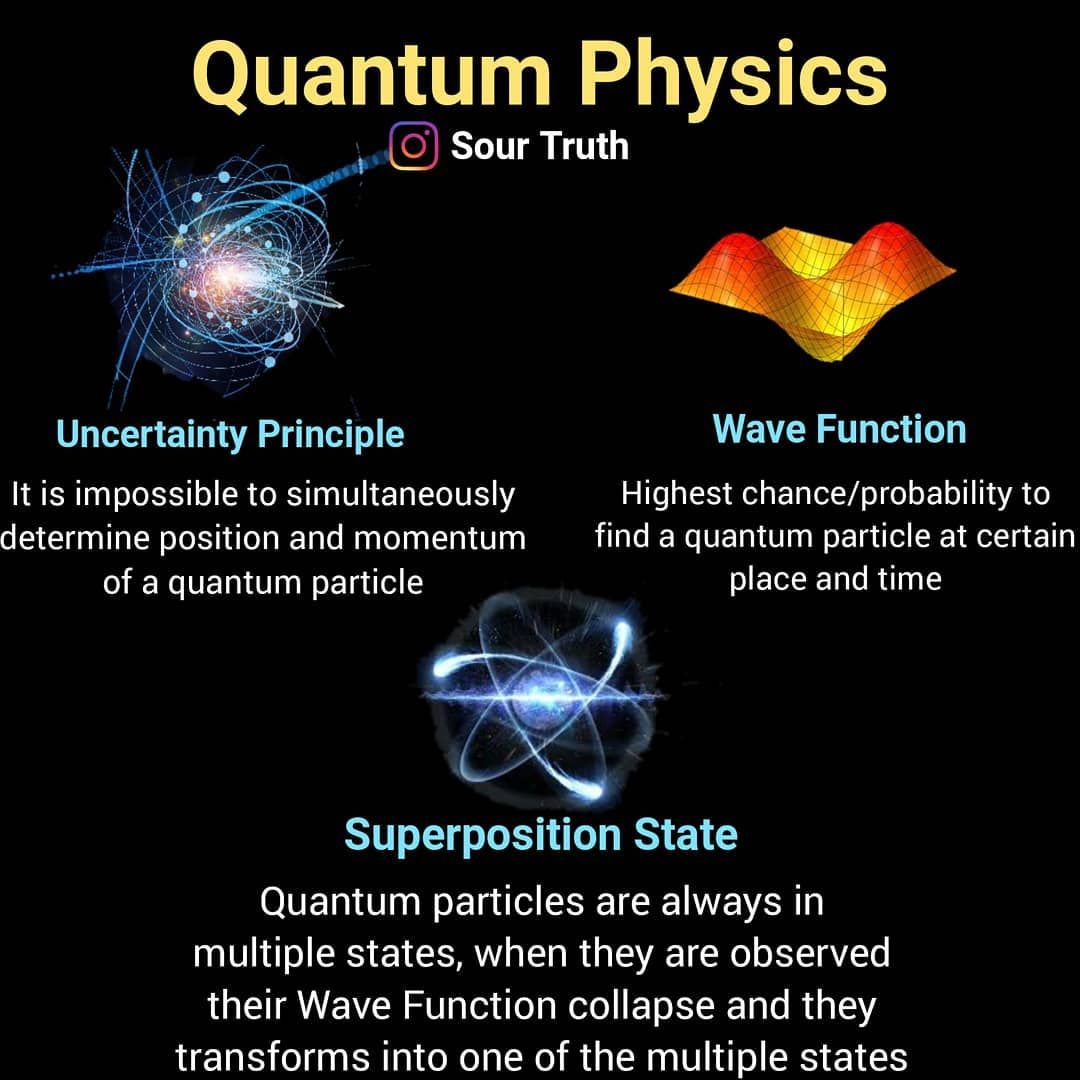 Quantum Physics
Sour Truth
Uncertainty Principle
It is impossible to simultaneously
determine position and momentum
of a quantum particle
Wave Function
Highest chance/probability to
find a quantum particle at certain
place and time
Superposition State
Quantum particles are always in
multiple states, when they are observed
their Wave Function collapse and they
transforms into one of the multiple states